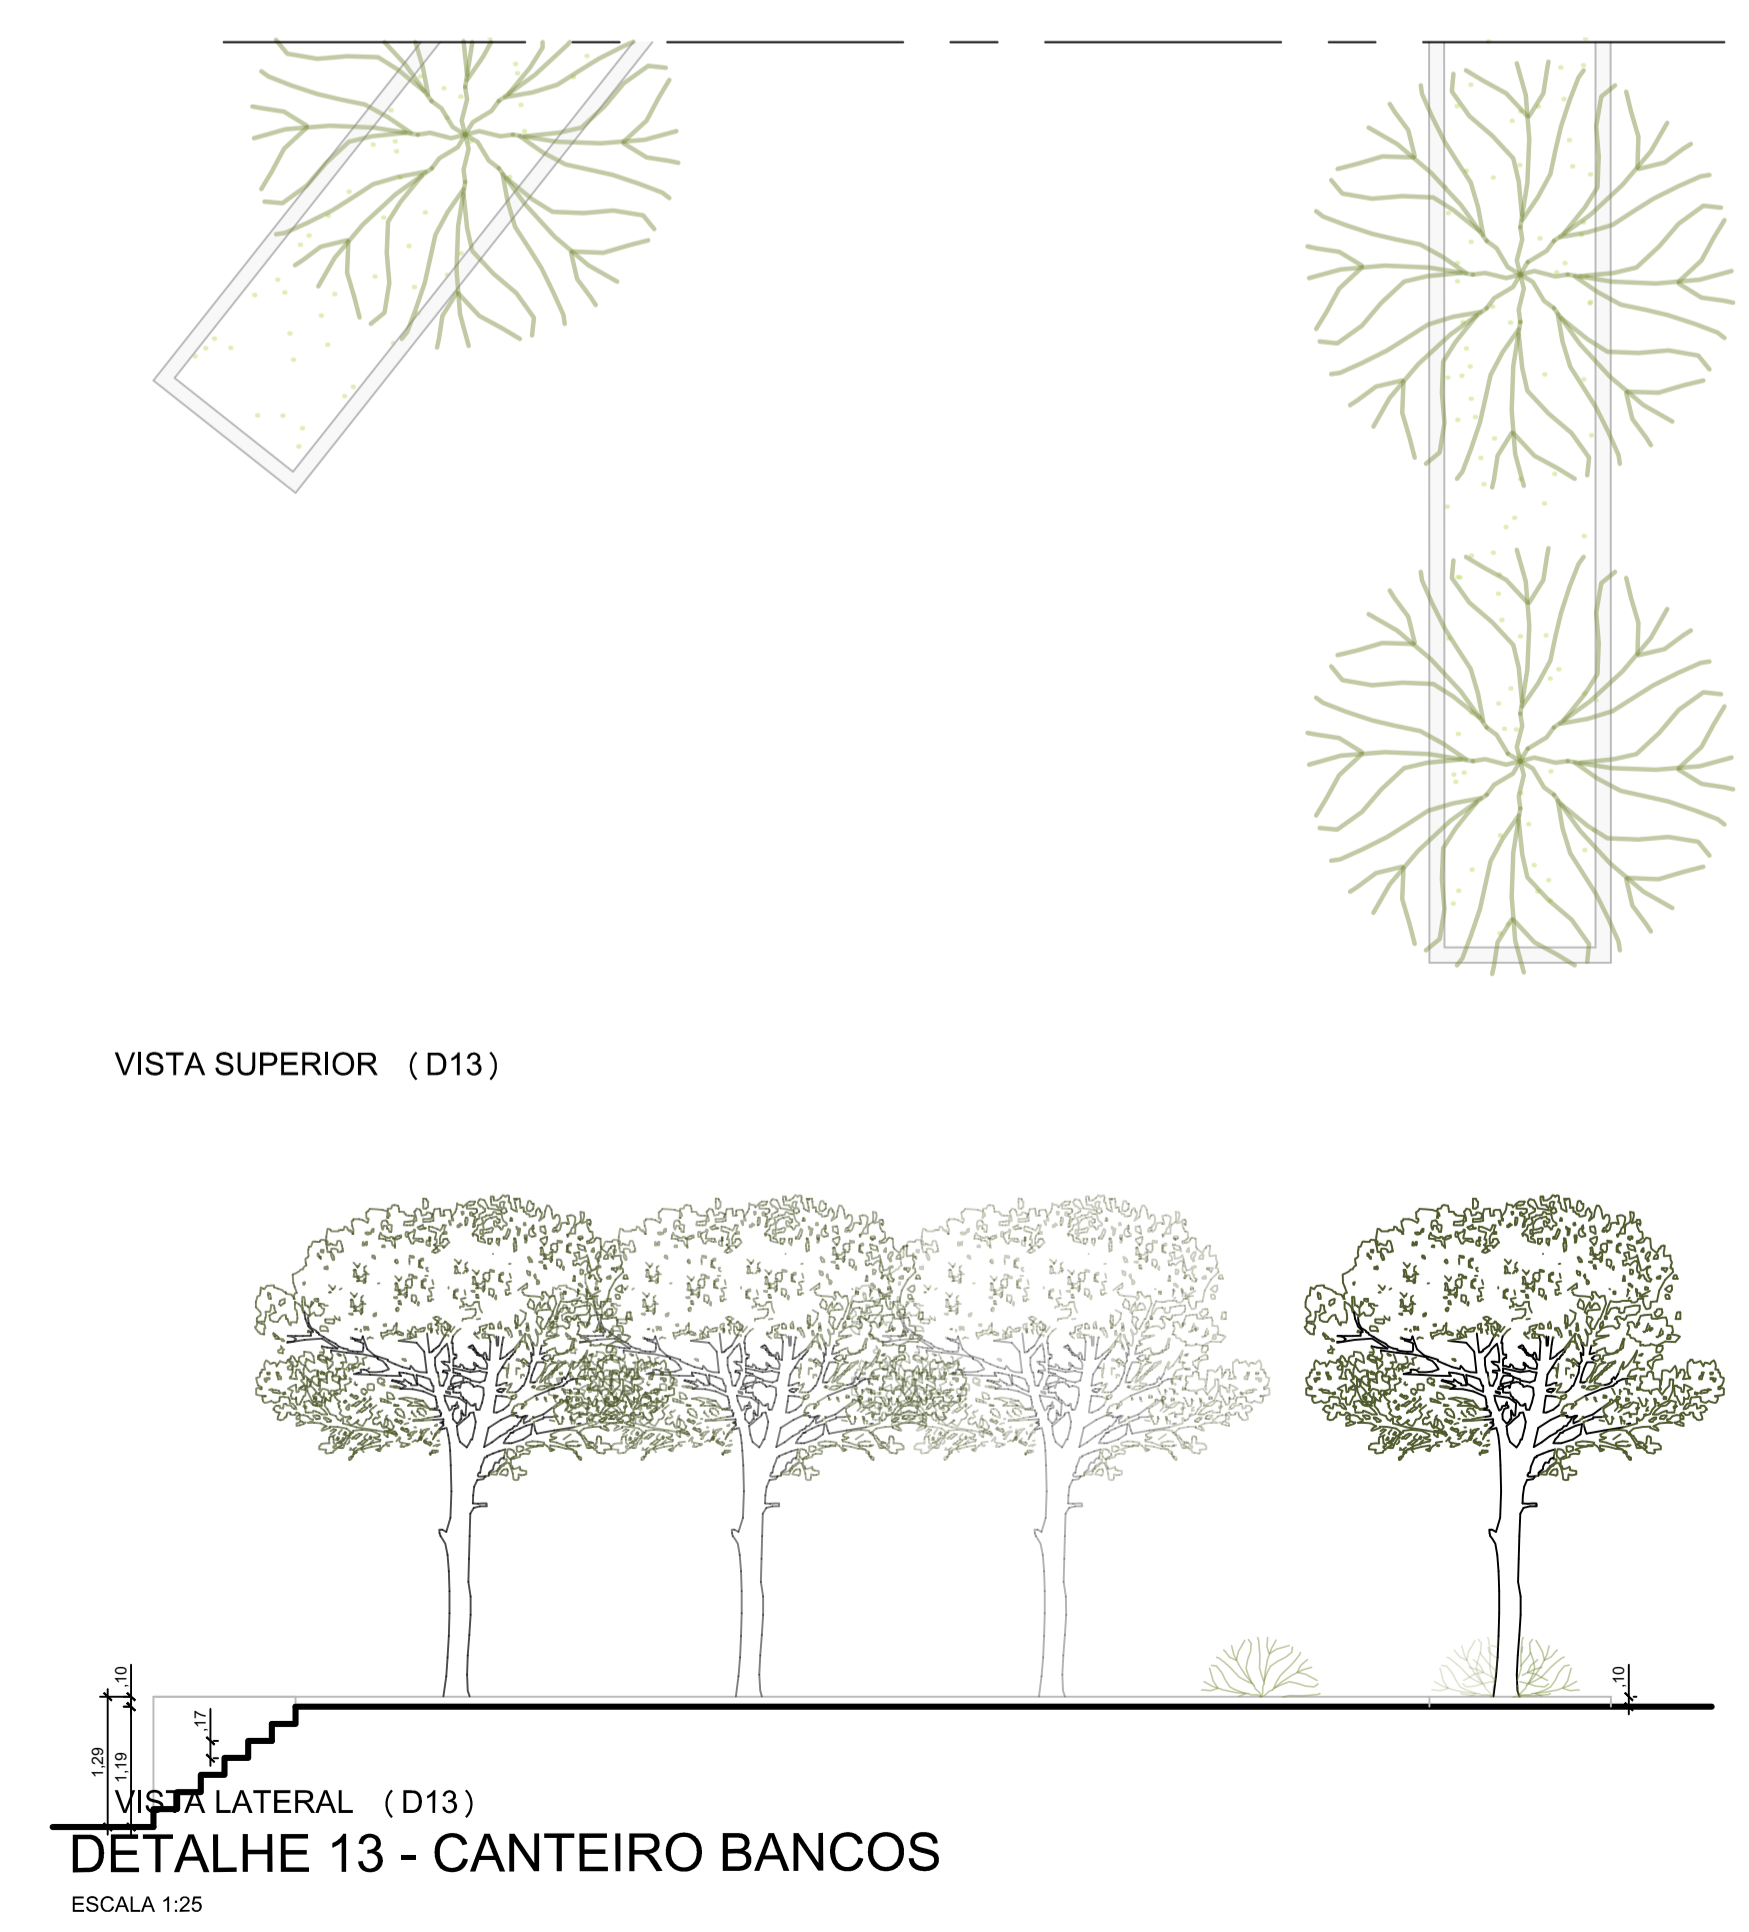 VISTA SUPERIOR (D13)
,10
,10
,17
1,29
1,19
VISTA LATERAL (D13)
DETALHE 13 - CANTEIRO BANCOS
ESCALA 1:25